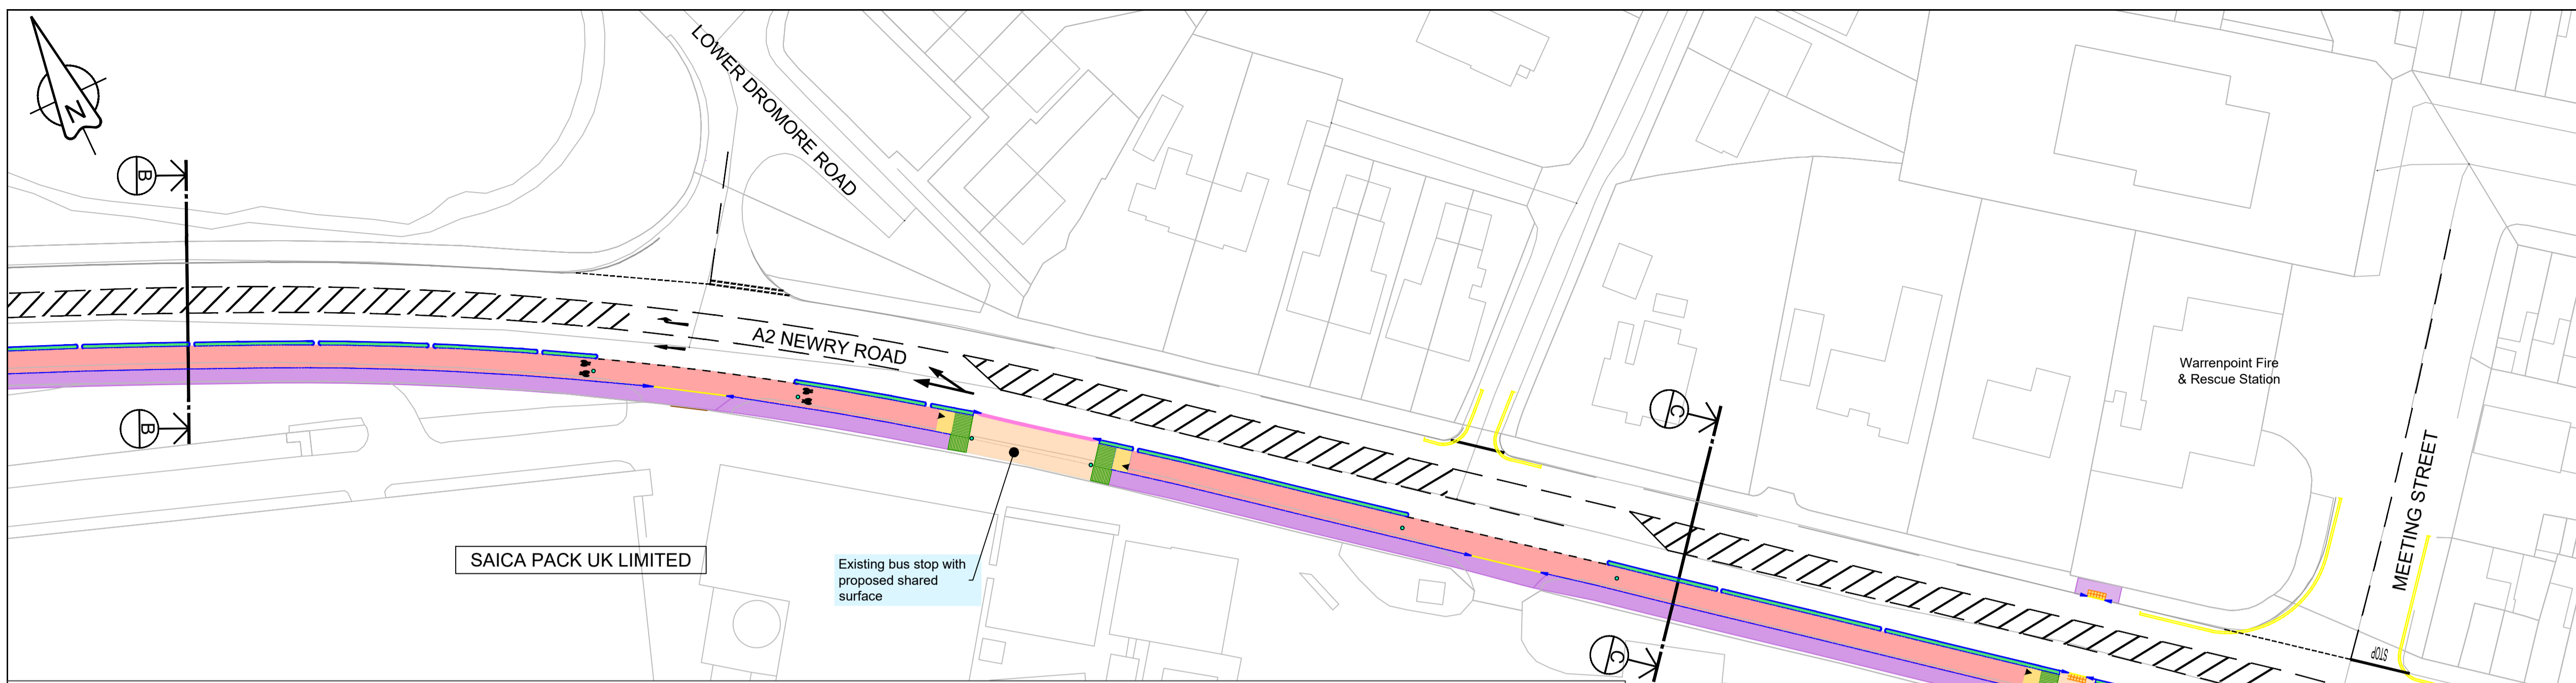 N
LOWER DROMORE ROAD
B
A2 NEWRY ROAD
B
C
Warrenpoint Fire
& Rescue Station
MEETING STREET
SAICA PACK UK LIMITED
Existing bus stop with
proposed shared
surface
C
STOP